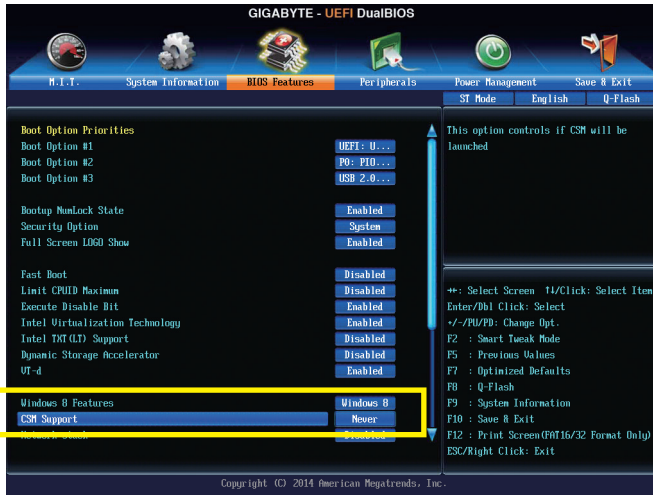 GIGABYTE - UEFI DualBIOS
M.I.T. System Information BIOS Features Peripherals Power Management Save & Exit
ST Mode English Q-Flash
Boot Option Priorities
Boot Option #1 UEFI: U...
Boot Option #2 P0: PIO...
Boot Option #3 USB 2.0...
Bootup NumLock State Enabled
Security Option System
Full Screen LOGO Show Enabled
Fast Boot Disabled
Limit CPUID Maximum Disabled
Execute Disable Bit Enabled
Intel Virtualization Technology Enabled
Intel TXT(LT) Support Disabled
Dynamic Storage Accelerator Disabled
VT-d Enabled
Windows 8 Features Windows 8
CSM Support Never
Network Stack Disabled
This option controls if CSM will be
launched
→←: Select Screen ↑↓/Click: Select Item
Enter/Dbl Click: Select
+/-/PU/PD: Change Opt.
F2 : Smart Tweak Mode
F5 : Previous Values
F7 : Optimized Defaults
F8 : Q-Flash
F9 : System Information
F10 : Save & Exit
F12 : Print Screen(FAT16/32 Format Only)
ESC/Right Click: Exit
Copyright (C) 2014 American Megatrends, Inc.